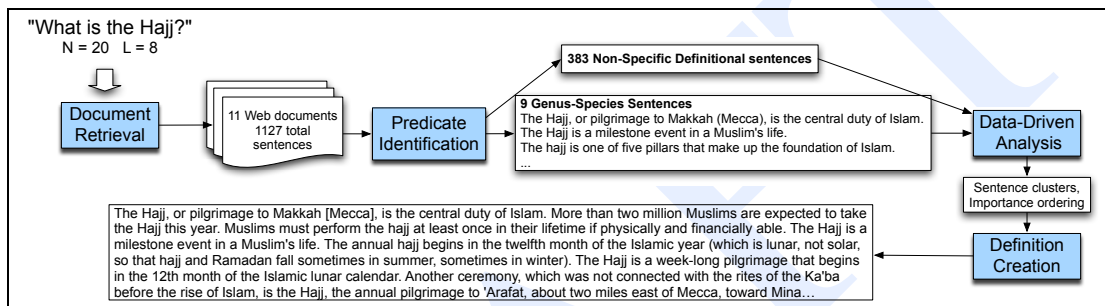 "What is the Hajj?"
N = 20 L = 8
Document
Retrieval
11 Web documents
1127 total
sentences
Predicate
Identification
383 Non-Specific Definitional sentences
9 Genus-Species Sentences
The Hajj, or pilgrimage to Makkah (Mecca), is the central duty of Islam.
The Hajj is a milestone event in a Muslim's life.
The hajj is one of five pillars that make up the foundation of Islam.
...
Data-Driven
Analysis
Sentence clusters,
Importance ordering
Definition
Creation
The Hajj, or pilgrimage to Makkah [Mecca], is the central duty of Islam. More than two million Muslims are expected to take
the Hajj this year. Muslims must perform the hajj at least once in their lifetime if physically and financially able. The Hajj is a
milestone event in a Muslim's life. The annual hajj begins in the twelfth month of the Islamic year (which is lunar, not solar,
so that hajj and Ramadan fall sometimes in summer, sometimes in winter). The Hajj is a week-long pilgrimage that begins
in the 12th month of the Islamic lunar calendar. Another ceremony, which was not connected with the rites of the Ka'ba
before the rise of Islam, is the Hajj, the annual pilgrimage to 'Arafat, about two miles east of Mecca, toward Mina…